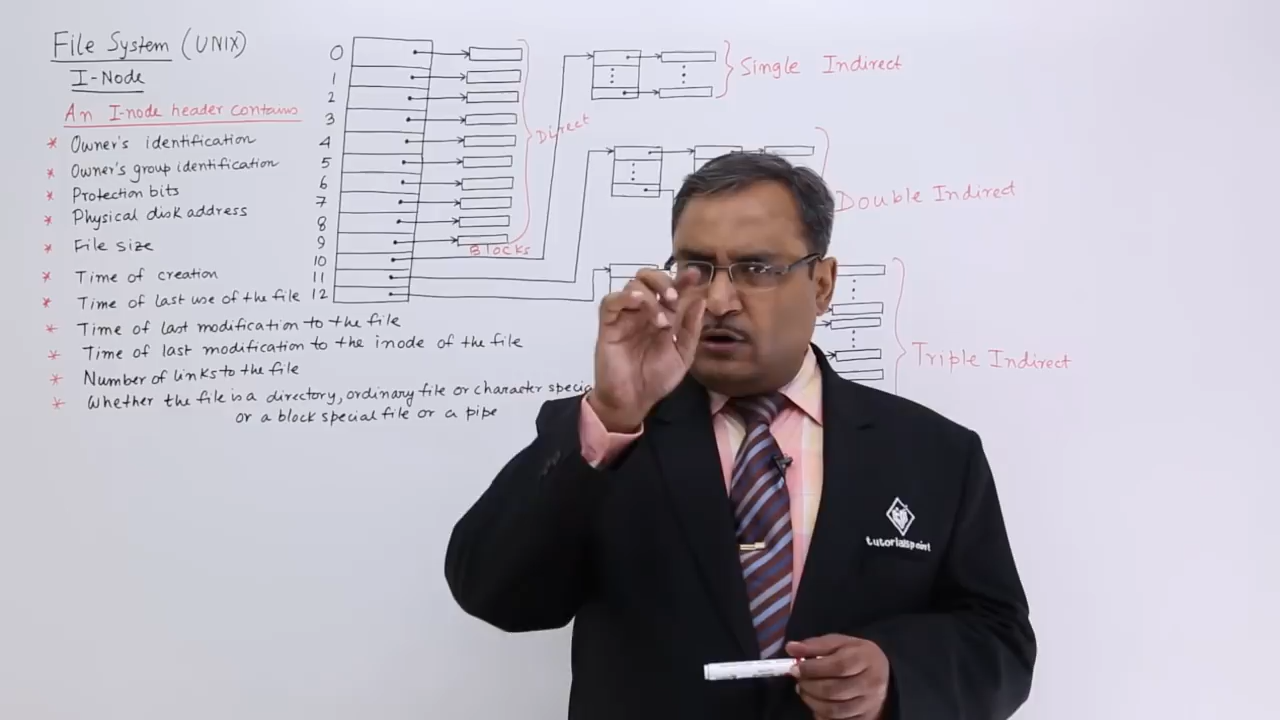 File System (UNIX)
I-Node
An I-node header contains
* Owner's identification
* Owner's group identification
* Protection bits
* Physical disk address
* File size
* Time of creation
* Time of last use of the file
* Time of last modification to the file
* Time of last modification to the inode of the file
* Number of links to the file
* Whether the file is a directory, ordinary file or character specia
or a block special file or a pipe
0
1
2
3
4
5
6
7
8
9
10
11
12
Direct
Blocks
Single Indirect
Double Indirect
Triple Indirect
tutorialspoint